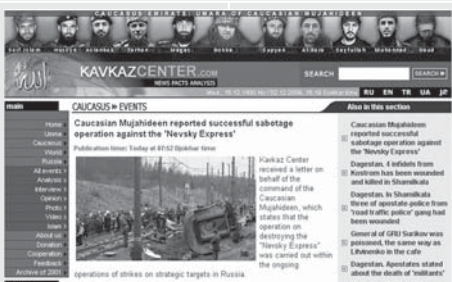 CAUCASUS EMIRATE: UMARA OF CAUCASIAN MUJAHIDEEN
KAVKAZCENTER.COM
NEWS FACTS ANALYSIS
SEARCH
SEARCH
RU EN TR UA
main
CAUCASUS » EVENTS
Also in this section
Home
Umma
Caucasus
World
Russia
All events
Analysis
Interview
Opinion
Photo
Video
Islam
About us
Donation
Cooperation
Feedback
Archive of 2001
Caucasian Mujahideen reported successful sabotage
operation against the 'Nevsky Express'
Publication time: Today at 07:52 Djokhar time
Kavkaz Center
received a letter on
behalf of the
command of the
Caucasian
Mujahideen, which
states that the
operation on
destroying the
"Nevsky Express"
was carried out within
the ongoing
operations of strikes on strategic targets in Russia.
Caucasian Mujahideen
reported successful
sabotage operation
against the 'Nevsky
Express'
Dagestan. 4 infidels from
Kostrom has been wounded
and killed in Shamilkala
Dagestan. In Shamilkala
three of apostate-police from
'road traffic police' gang had
been wounded
General of GRU Surikov was
poisoned, the same way as
Litvinenko in the cafe
Dagestan. Apostates stated
about the death of 'militants'